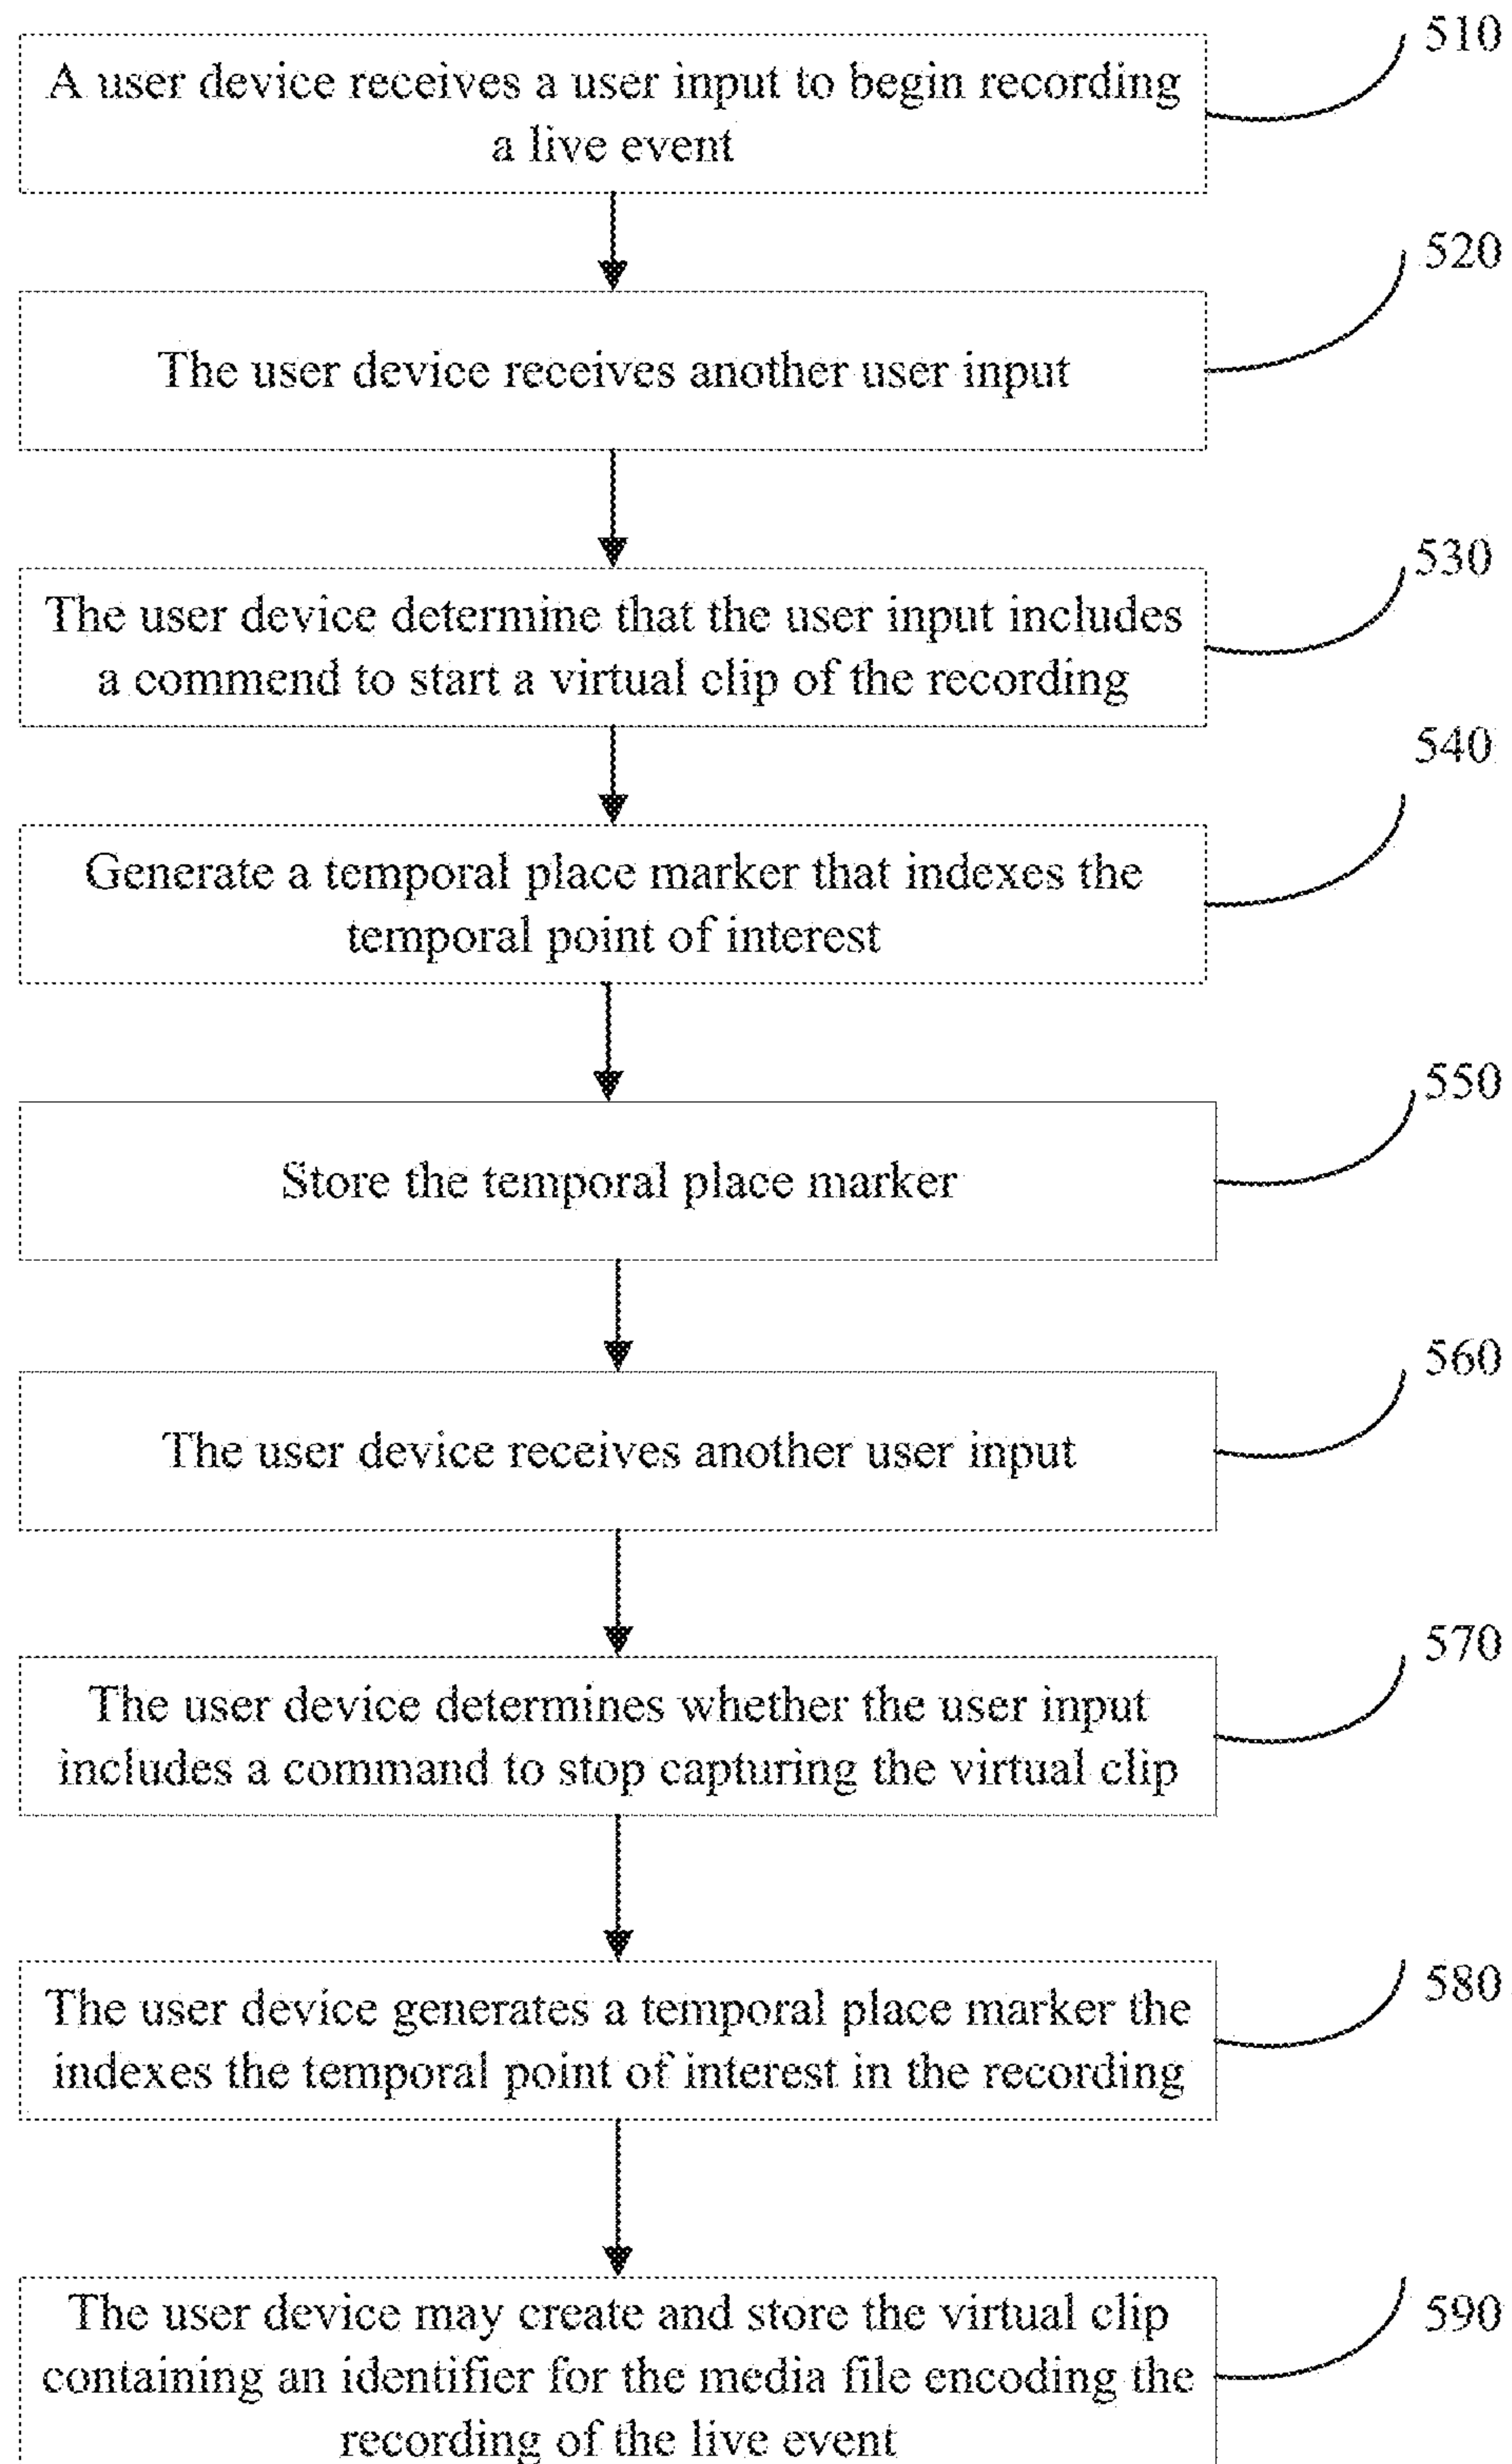 510
A user device receives a user input to begin recording
a live event
520
The user device receives another user input
530
The user device determine that the user input includes
a commend to start a virtual clip of the recording
540
Generate a temporal place marker that indexes the
temporal point of interest
550
Store the temporal place marker
560
The user device receives another user input
570
The user device determines whether the user input
includes a command to stop capturing the virtual clip
580
The user device generates a temporal place marker the
indexes the temporal point of interest in the recording
590
The user device may create and store the virtual clip
containing an identifier for the media file encoding the
recording of the live event